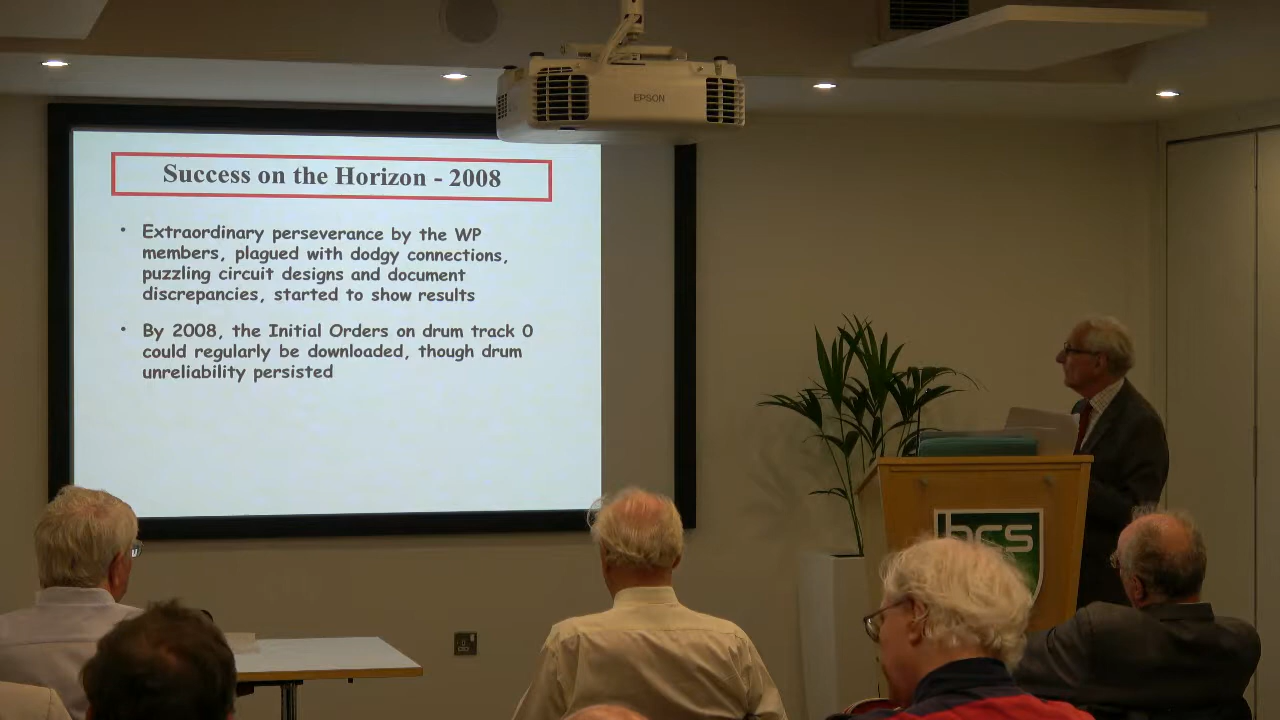 EPSON
Success on the Horizon - 2008
• Extraordinary perseverance by the WP
members, plagued with dodgy connections,
puzzling circuit designs and document
discrepancies, started to show results
• By 2008, the Initial Orders on drum track 0
could regularly be downloaded, though drum
unreliability persisted
bcs